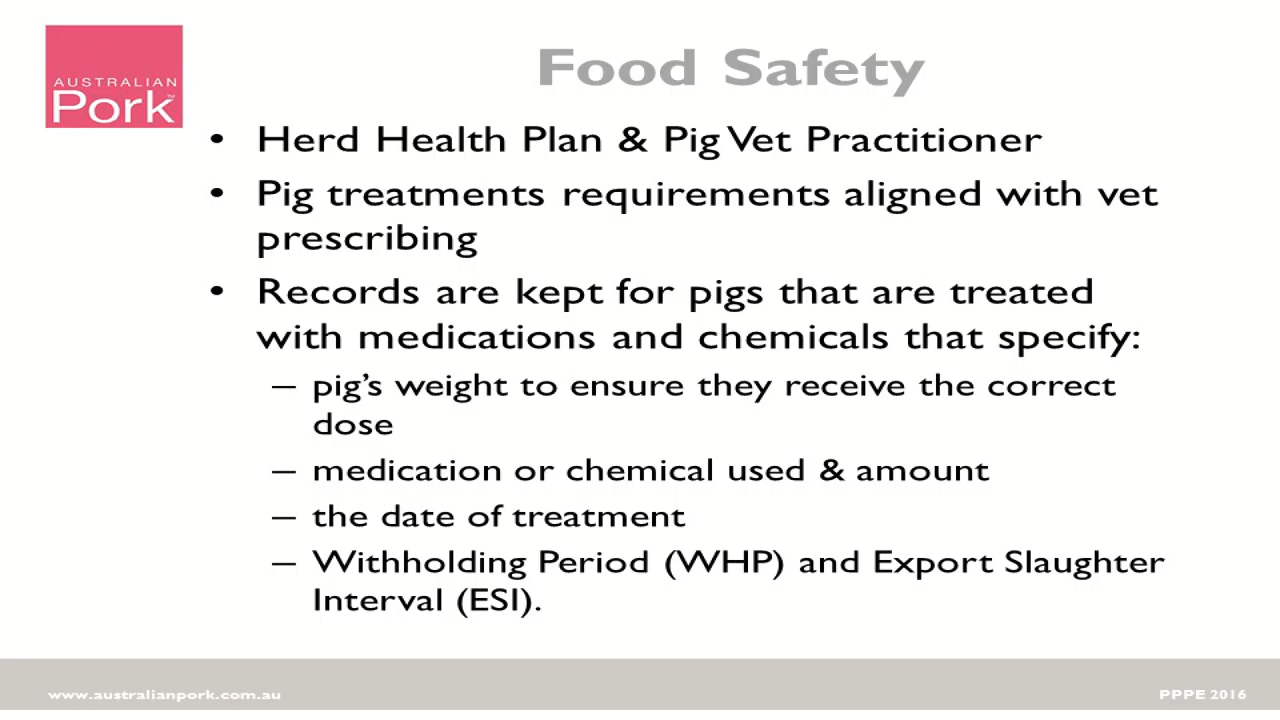 AUSTRALIAN
Pork™
Food Safety
• Herd Health Plan & Pig Vet Practitioner
• Pig treatments requirements aligned with vet
prescribing
• Records are kept for pigs that are treated
with medications and chemicals that specify:
– pig’s weight to ensure they receive the correct
dose
– medication or chemical used & amount
– the date of treatment
– Withholding Period (WHP) and Export Slaughter
Interval (ESI).
www.australianpork.com.au
PPPE 2016